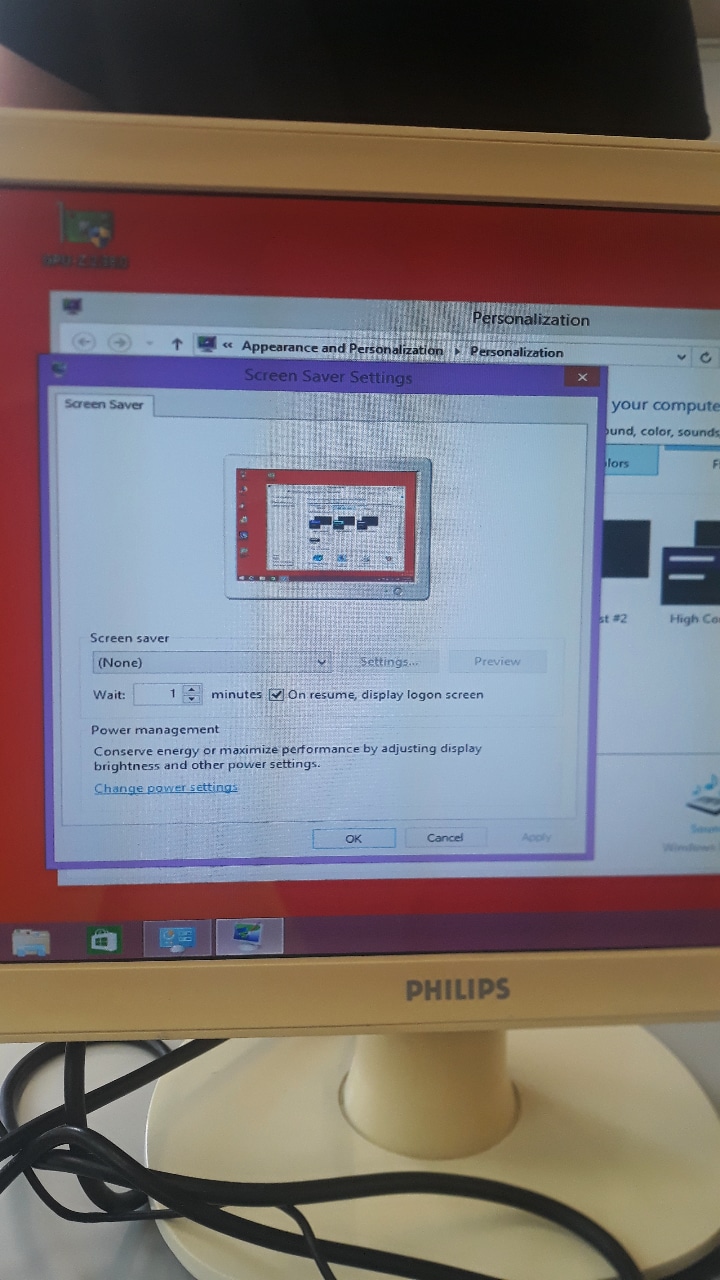 Personalization
« Appearance and Personalization ▸ Personalization
Screen Saver Settings
your compute
ound, color, sounds
Screen Saver
lors
F
st #2
High Co
Screen saver
(None)
Settings...
Preview
Wait: 1 minutes On resume, display logon screen
Power management
Conserve energy or maximize performance by adjusting display
brightness and other power settings.
Change power settings
OK
Cancel
Apply
Windows
PHILIPS